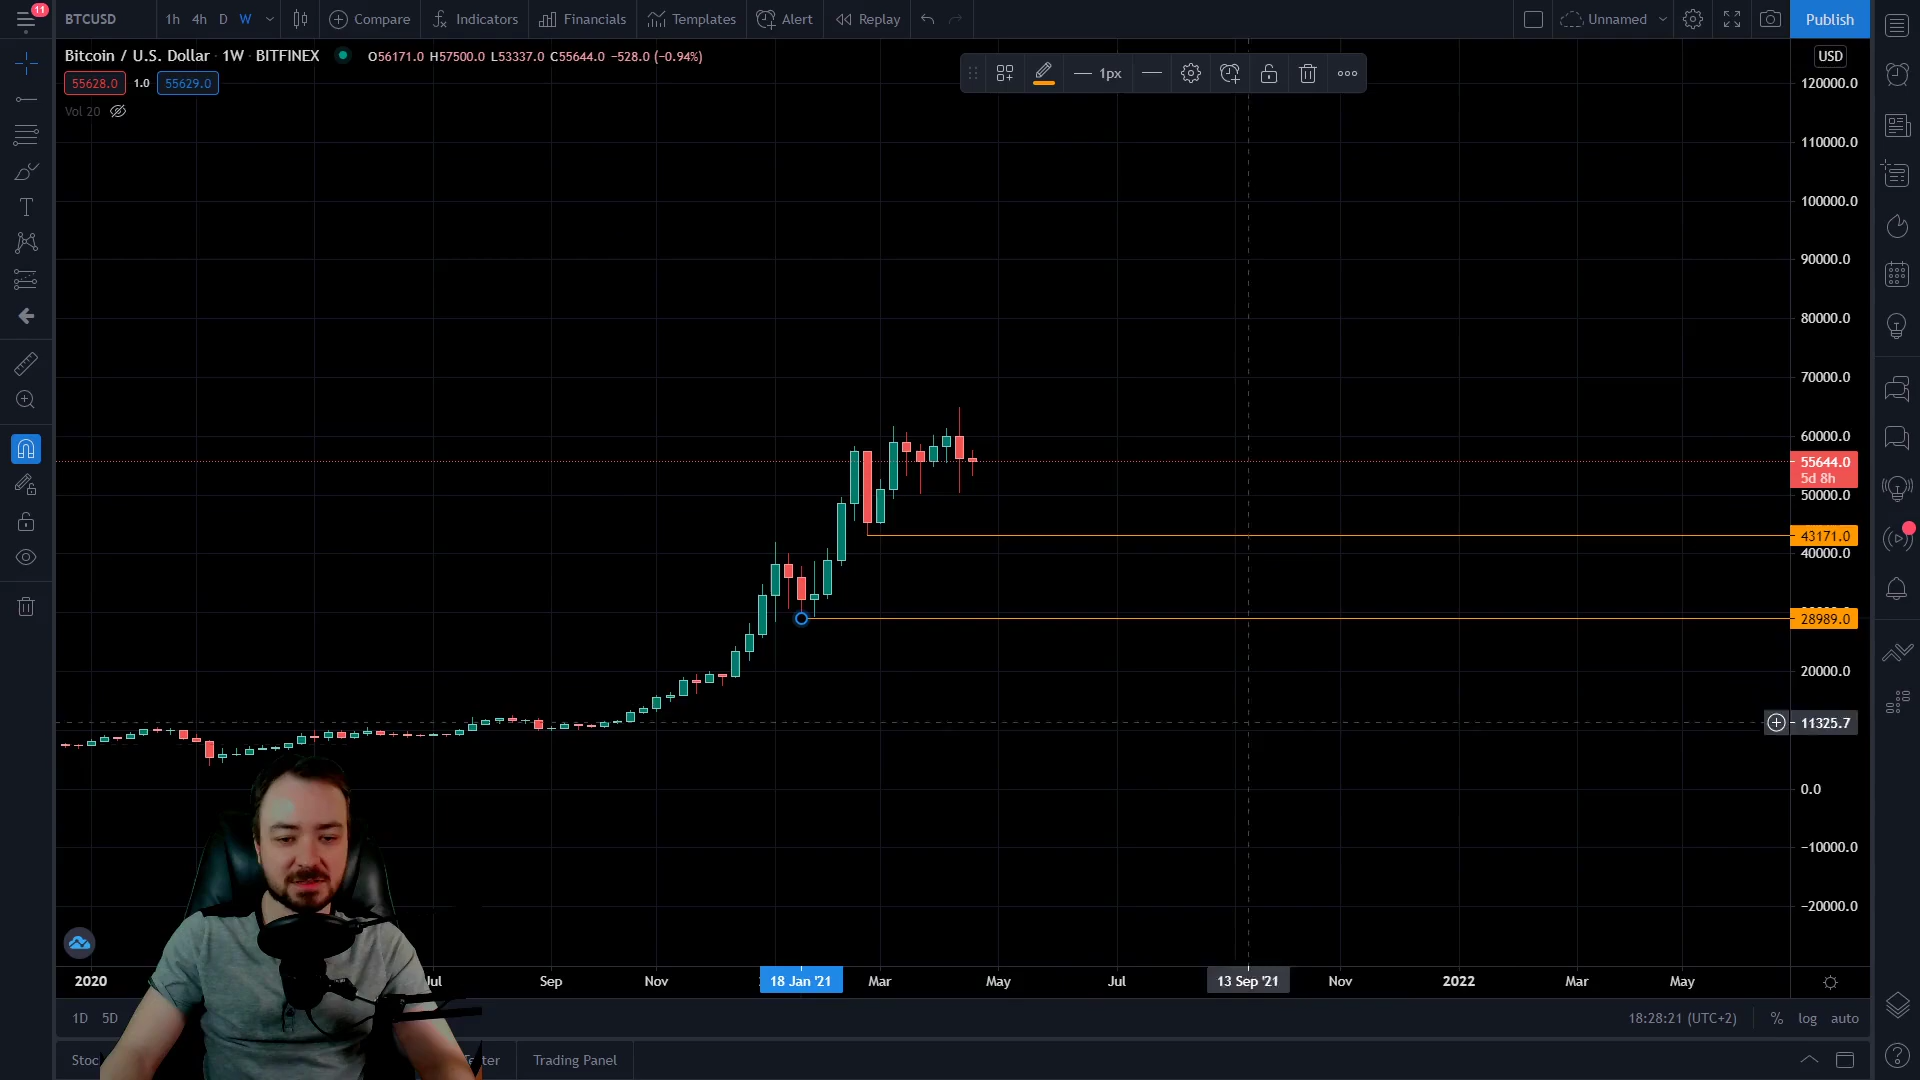 11
BTCUSD 1h 4h D W Compare Indicators Financials Templates Alert Replay Unnamed Publish
Bitcoin / U.S. Dollar · 1W · BITFINEX O56171.0 H57500.0 L53337.0 C55644.0 −528.0 (−0.94%)
55628.0 1.0 55629.0
Vol 20
1px
USD
120000.0
110000.0
100000.0
90000.0
80000.0
70000.0
60000.0
55644.0
5d 8h
50000.0
43171.0
40000.0
28989.0
20000.0
11325.7
0.0
−10000.0
−20000.0
2020 Jul Sep Nov 18 Jan '21 Mar May Jul 13 Sep '21 Nov 2022 Mar May
1D 5D 18:28:21 (UTC+2) % log auto
Trading Panel